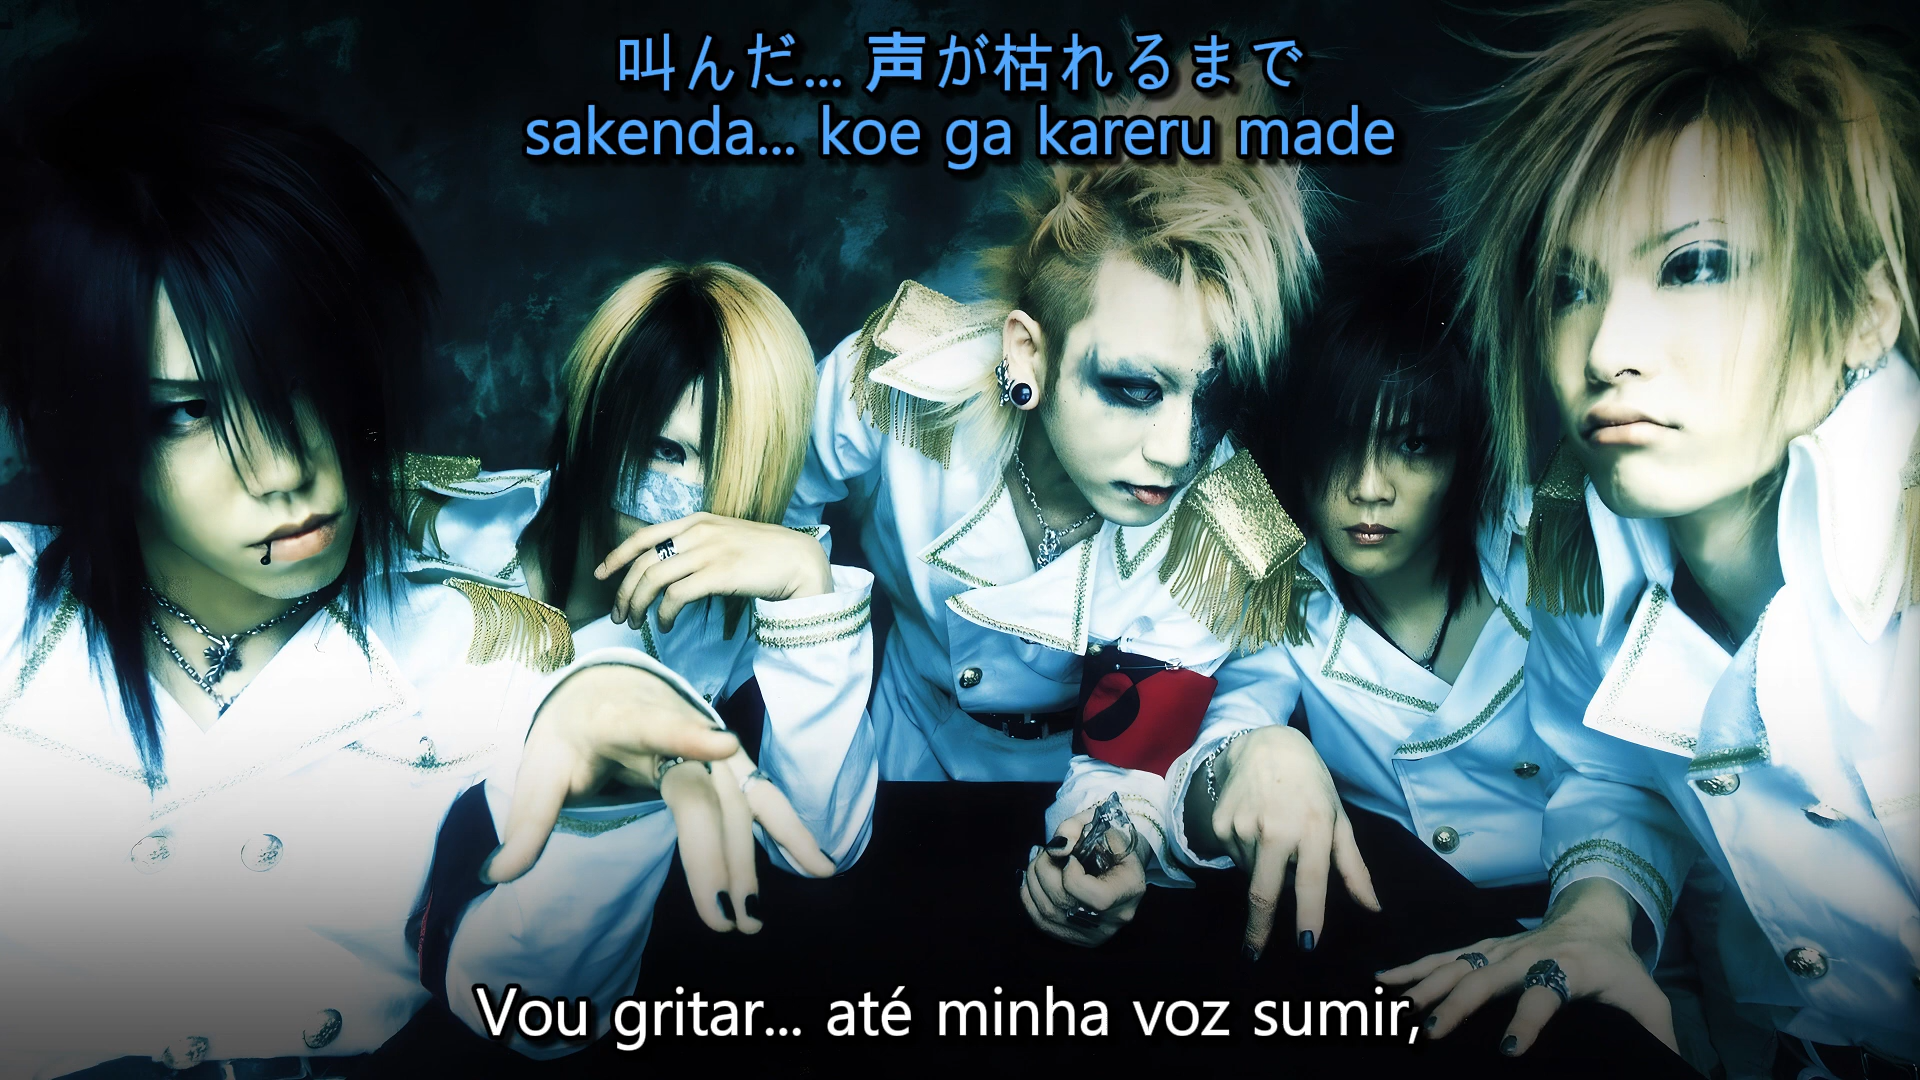 叫んだ... 声が枯れるまで
sakenda... koe ga kareru made
Vou gritar... até minha voz sumir,